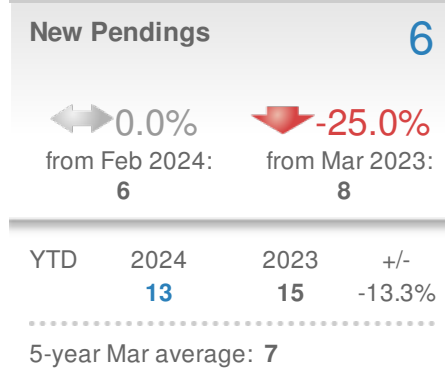 New Pendings 6
0.0% -25.0%
from Feb 2024: from Mar 2023:
6 8
YTD 2024 2023 +/-
13 15 -13.3%
5-year Mar average: 7